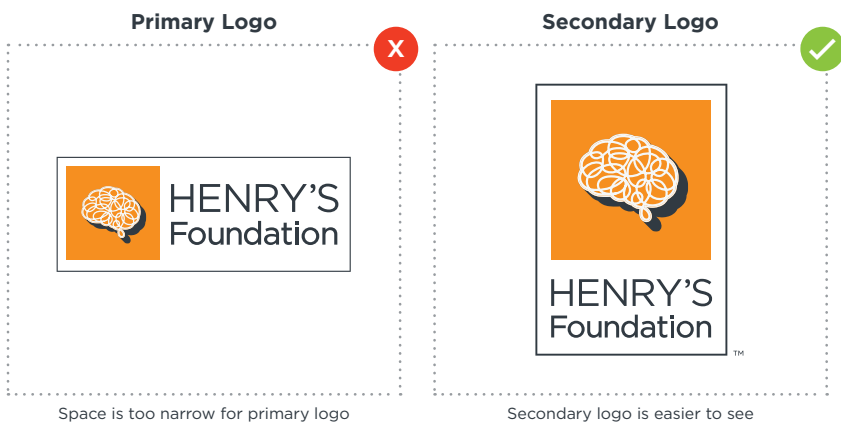 Primary Logo
X
HENRY’S
Foundation
Space is too narrow for primary logo
Secondary Logo
HENRY’S
Foundation
™
Secondary logo is easier to see